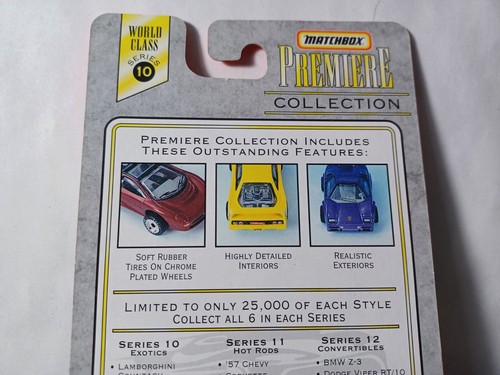 WORLD
CLASS
SERIES
10
MATCHBOX
PREMIERE
COLLECTION
PREMIERE COLLECTION INCLUDES
THESE OUTSTANDING FEATURES:
SOFT RUBBER
TIRES ON CHROME
PLATED WHEELS
HIGHLY DETAILED
INTERIORS
REALISTIC
EXTERIORS
LIMITED TO ONLY 25,000 OF EACH STYLE
COLLECT ALL 6 IN EACH SERIES
SERIES 10
EXOTICS
• LAMBORGHINI
COUNTACH
SERIES 11
HOT RODS
• '57 CHEVY
CORVETTE
SERIES 12
CONVERTIBLES
• BMW Z-3
DODGE VIPER RT/10